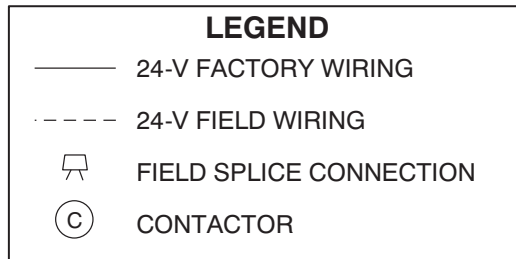 LEGEND
24-V FACTORY WIRING
24-V FIELD WIRING
FIELD SPLICE CONNECTION
C CONTACTOR